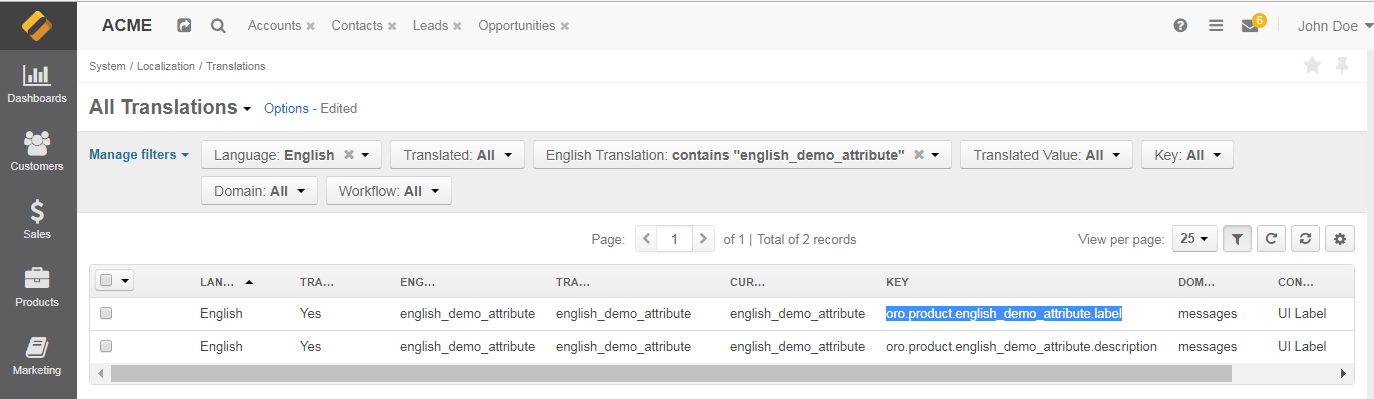 ACME Accounts Contacts Leads Opportunities 6 John Doe
System / Localization / Translations
Dashboards
All Translations Options - Edited
Manage filters Language: English Translated: All English Translation: contains "english_demo_attribute" Translated Value: All Key: All
Customers
Domain: All Workflow: All
Sales
Page: 1 of 1 | Total of 2 records View per page: 25
LAN... TRA... ENG... TRA... CUR... KEY DOM... CON...
Products
English Yes english_demo_attribute english_demo_attribute english_demo_attribute oro.product.english_demo_attribute.label messages UI Label
English Yes english_demo_attribute english_demo_attribute english_demo_attribute oro.product.english_demo_attribute.description messages UI Label
Marketing